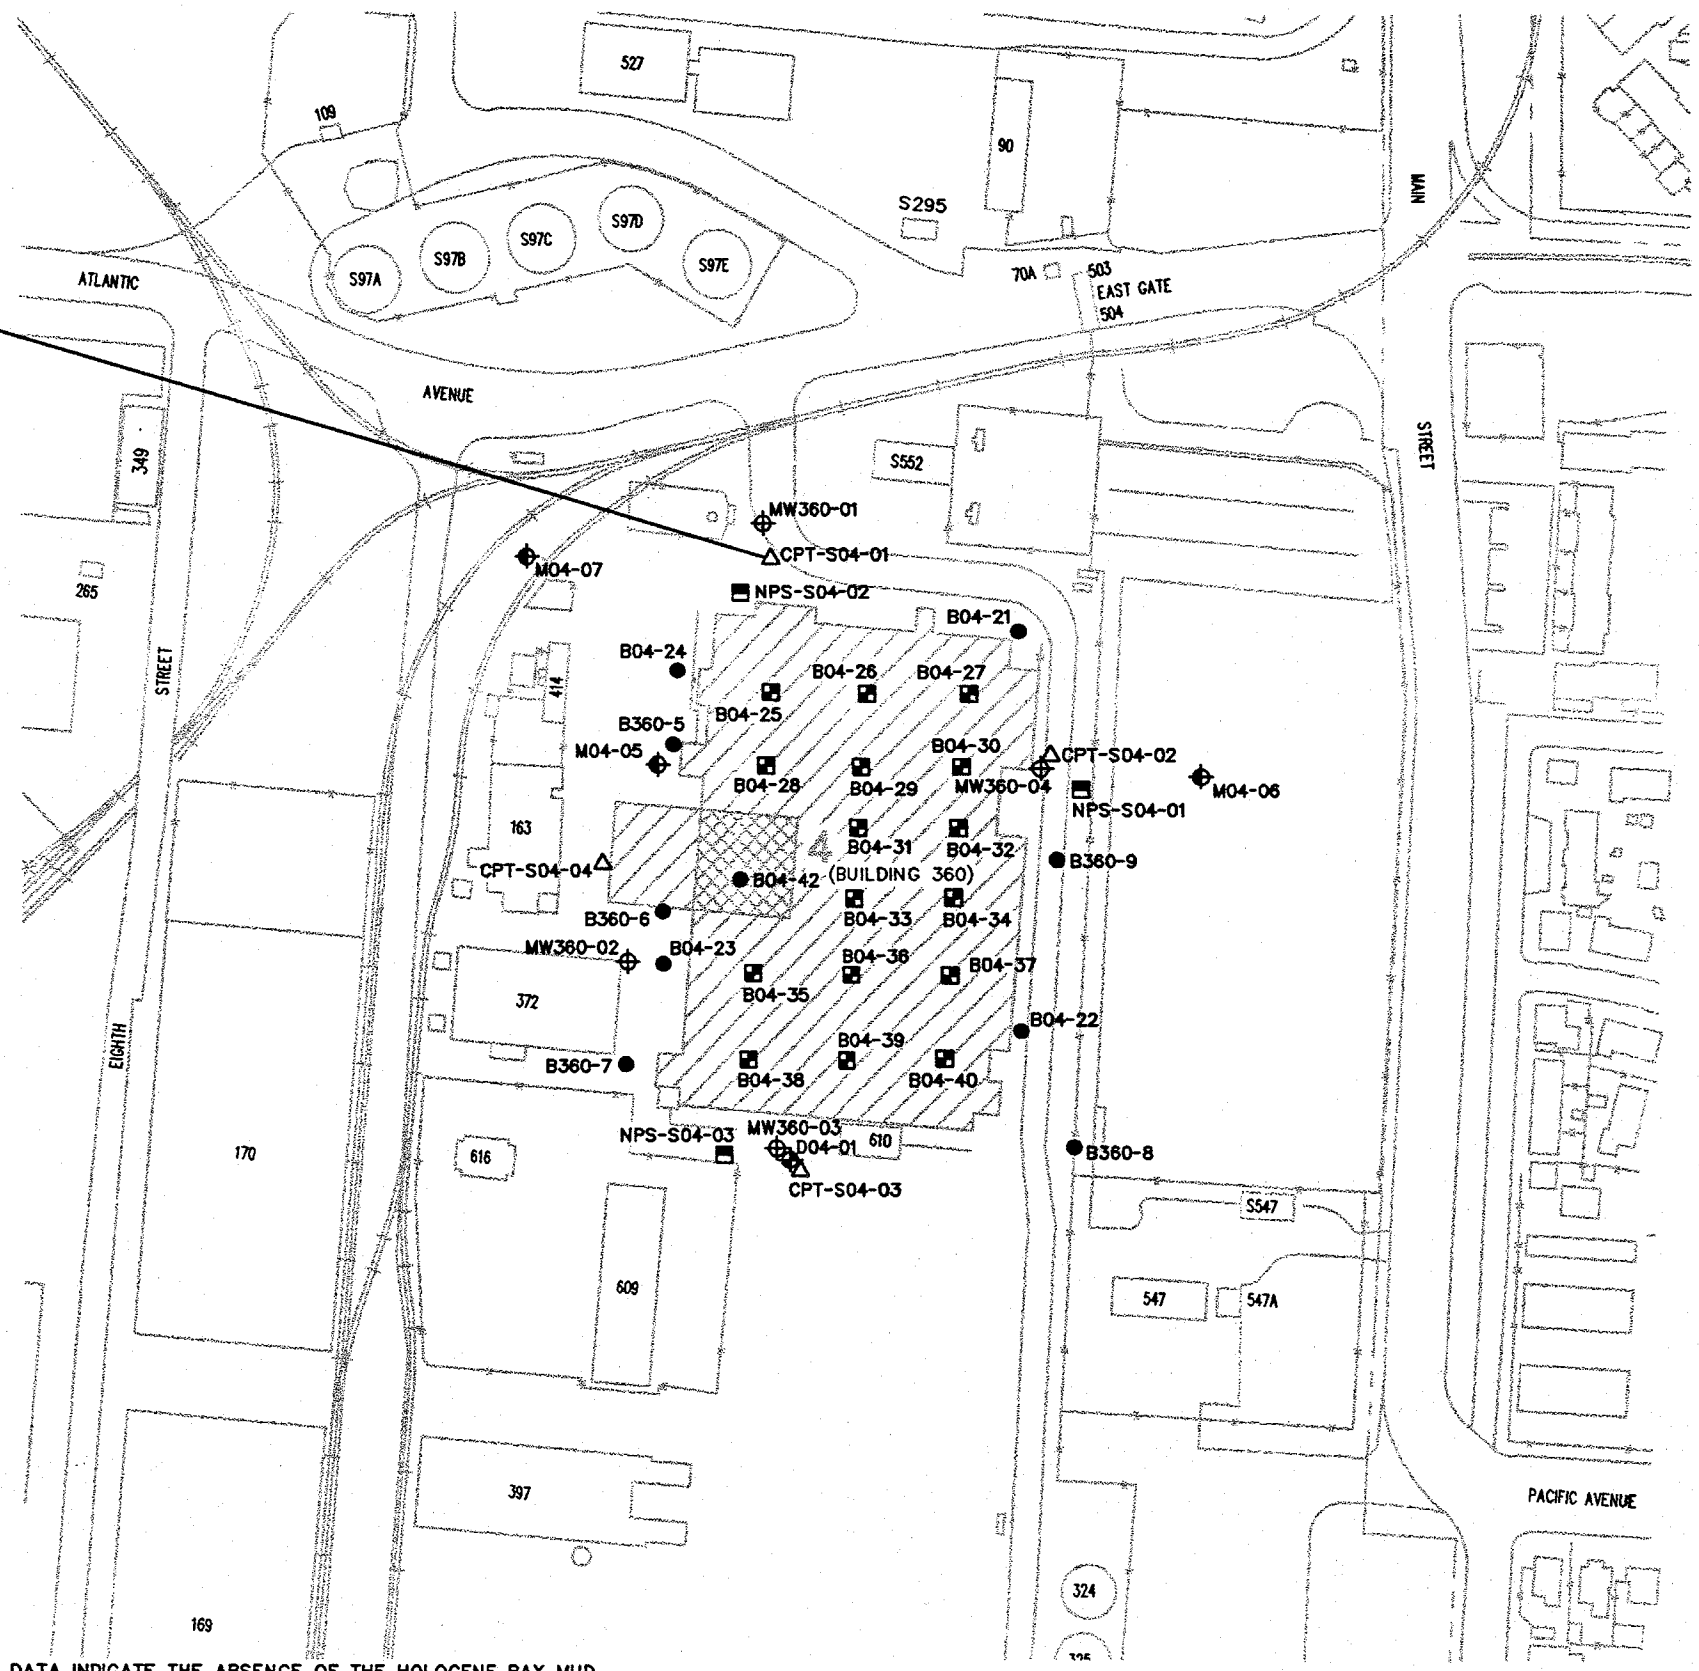 527
109
90
MAIN
S295
S97D
S97C
S97B
S97E
S97A
ATLANTIC
70A
503
EAST GATE
504
AVENUE
STREET
349
S552
MW360-01
CPT-S04-01
M04-07
265
NPS-S04-02
B04-21
B04-24
STREET
B04-26
B04-27
414
B04-25
B360-5
M04-05
B04-30
CPT-S04-02
B04-28
B04-29
MW360-04
M04-06
NPS-S04-01
163
4
B04-31
B04-32
B360-9
CPT-S04-04
B04-42
(BUILDING 360)
B360-6
B04-33
B04-34
MW360-02
B04-23
B04-36
B04-37
B04-35
372
B04-22
EIGHTH
B04-39
B360-7
B04-38
B04-40
NPS-S04-03
MW360-03
610
D04-01
170
616
B360-8
CPT-S04-03
S547
609
547
547A
397
PACIFIC AVENUE
324
169
325
DATA INDICATE THE ABSENCE OF THE HOLOCENE BAY MUD